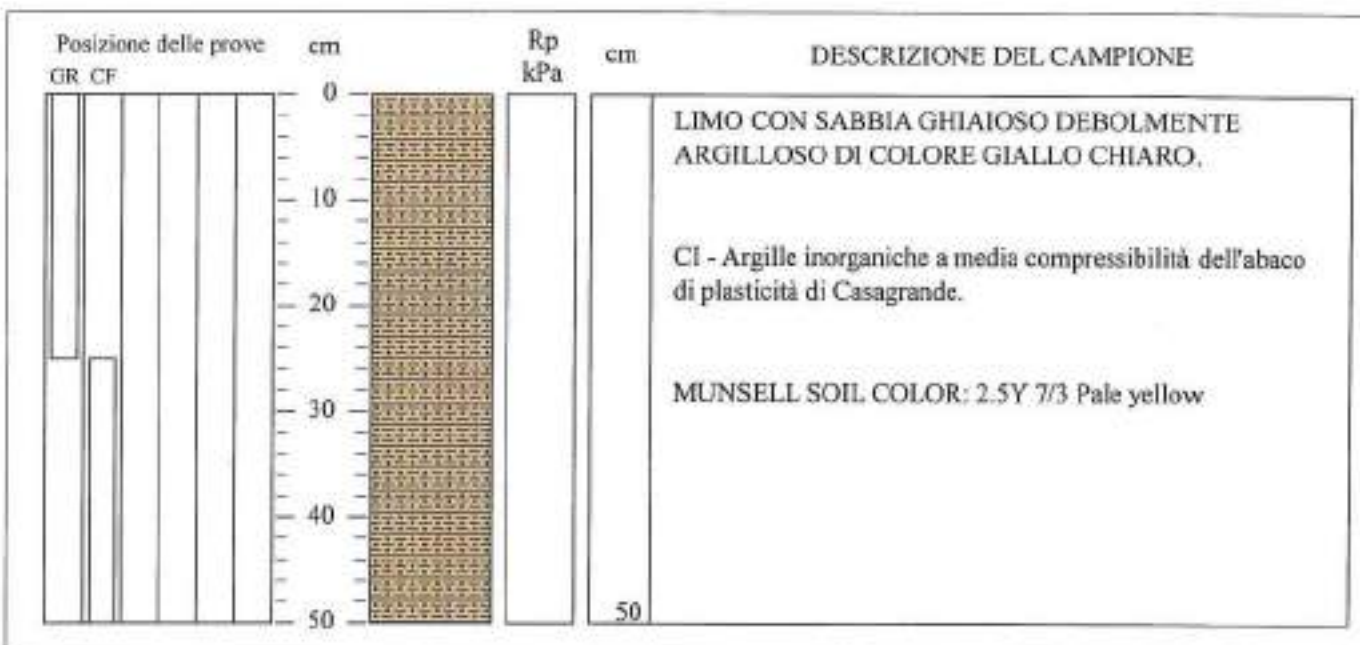 Posizione delle prove
GR CF
cm
Rp
kPa
cm
DESCRIZIONE DEL CAMPIONE
0
10
20
30
40
50
50
LIMO CON SABBIA GHIAIOSO DEBOLMENTE
ARGILLOSO DI COLORE GIALLO CHIARO.
CI - Argille inorganiche a media compressibilità dell'abaco
di plasticità di Casagrande.
MUNSELL SOIL COLOR: 2.5Y 7/3 Pale yellow